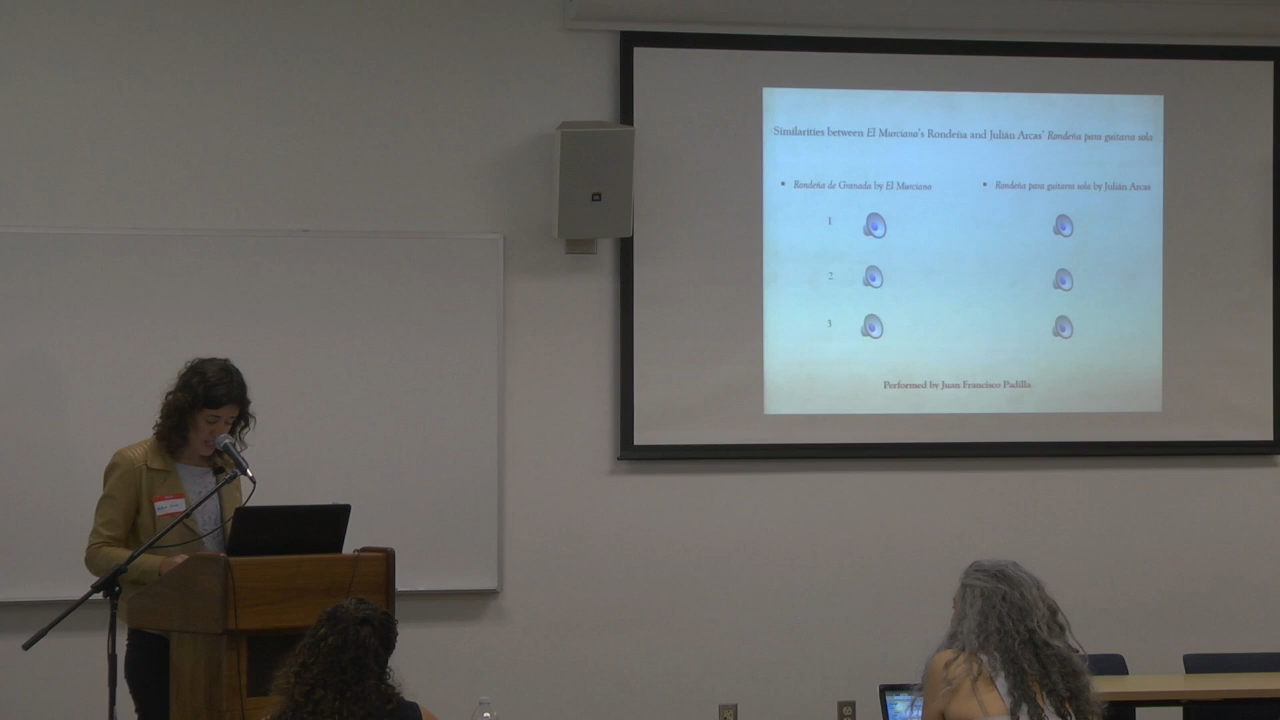 Similarities between El Murciano's Rondeña and Julián Arcas' Rondeña para guitarra sola
▪ Rondeña de Granada by El Murciano
▪ Rondeña para guitarra sola by Julián Arcas
1
2
3
Performed by Juan Francisco Padilla